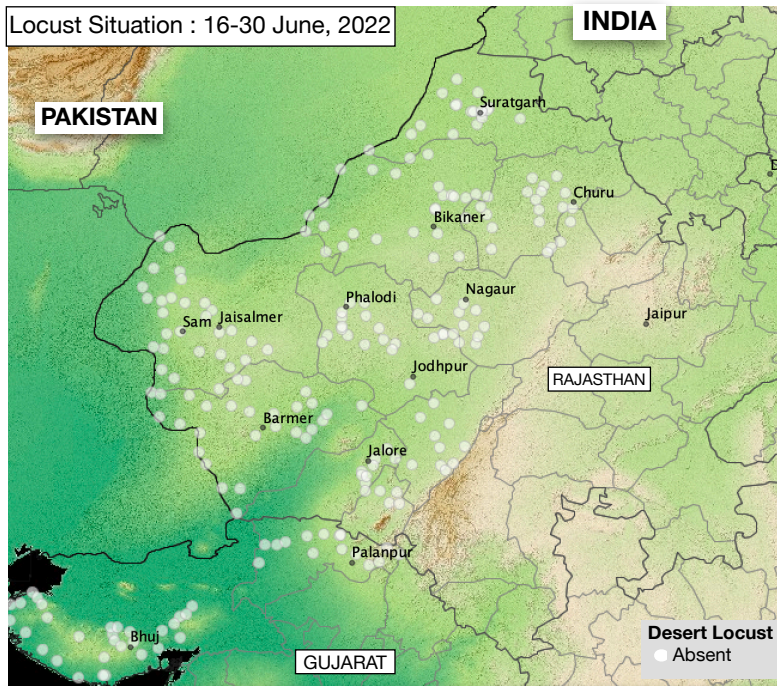 Locust Situation : 16-30 June, 2022
INDIA
PAKISTAN
Suratgarh
Churu
Bikaner
Nagaur
Phalodi
Jaisalmer
Sam
Jaipur
Jodhpur
RAJASTHAN
Barmer
Jalore
Palanpur
Bhuj
GUJARAT
Desert Locust
Absent